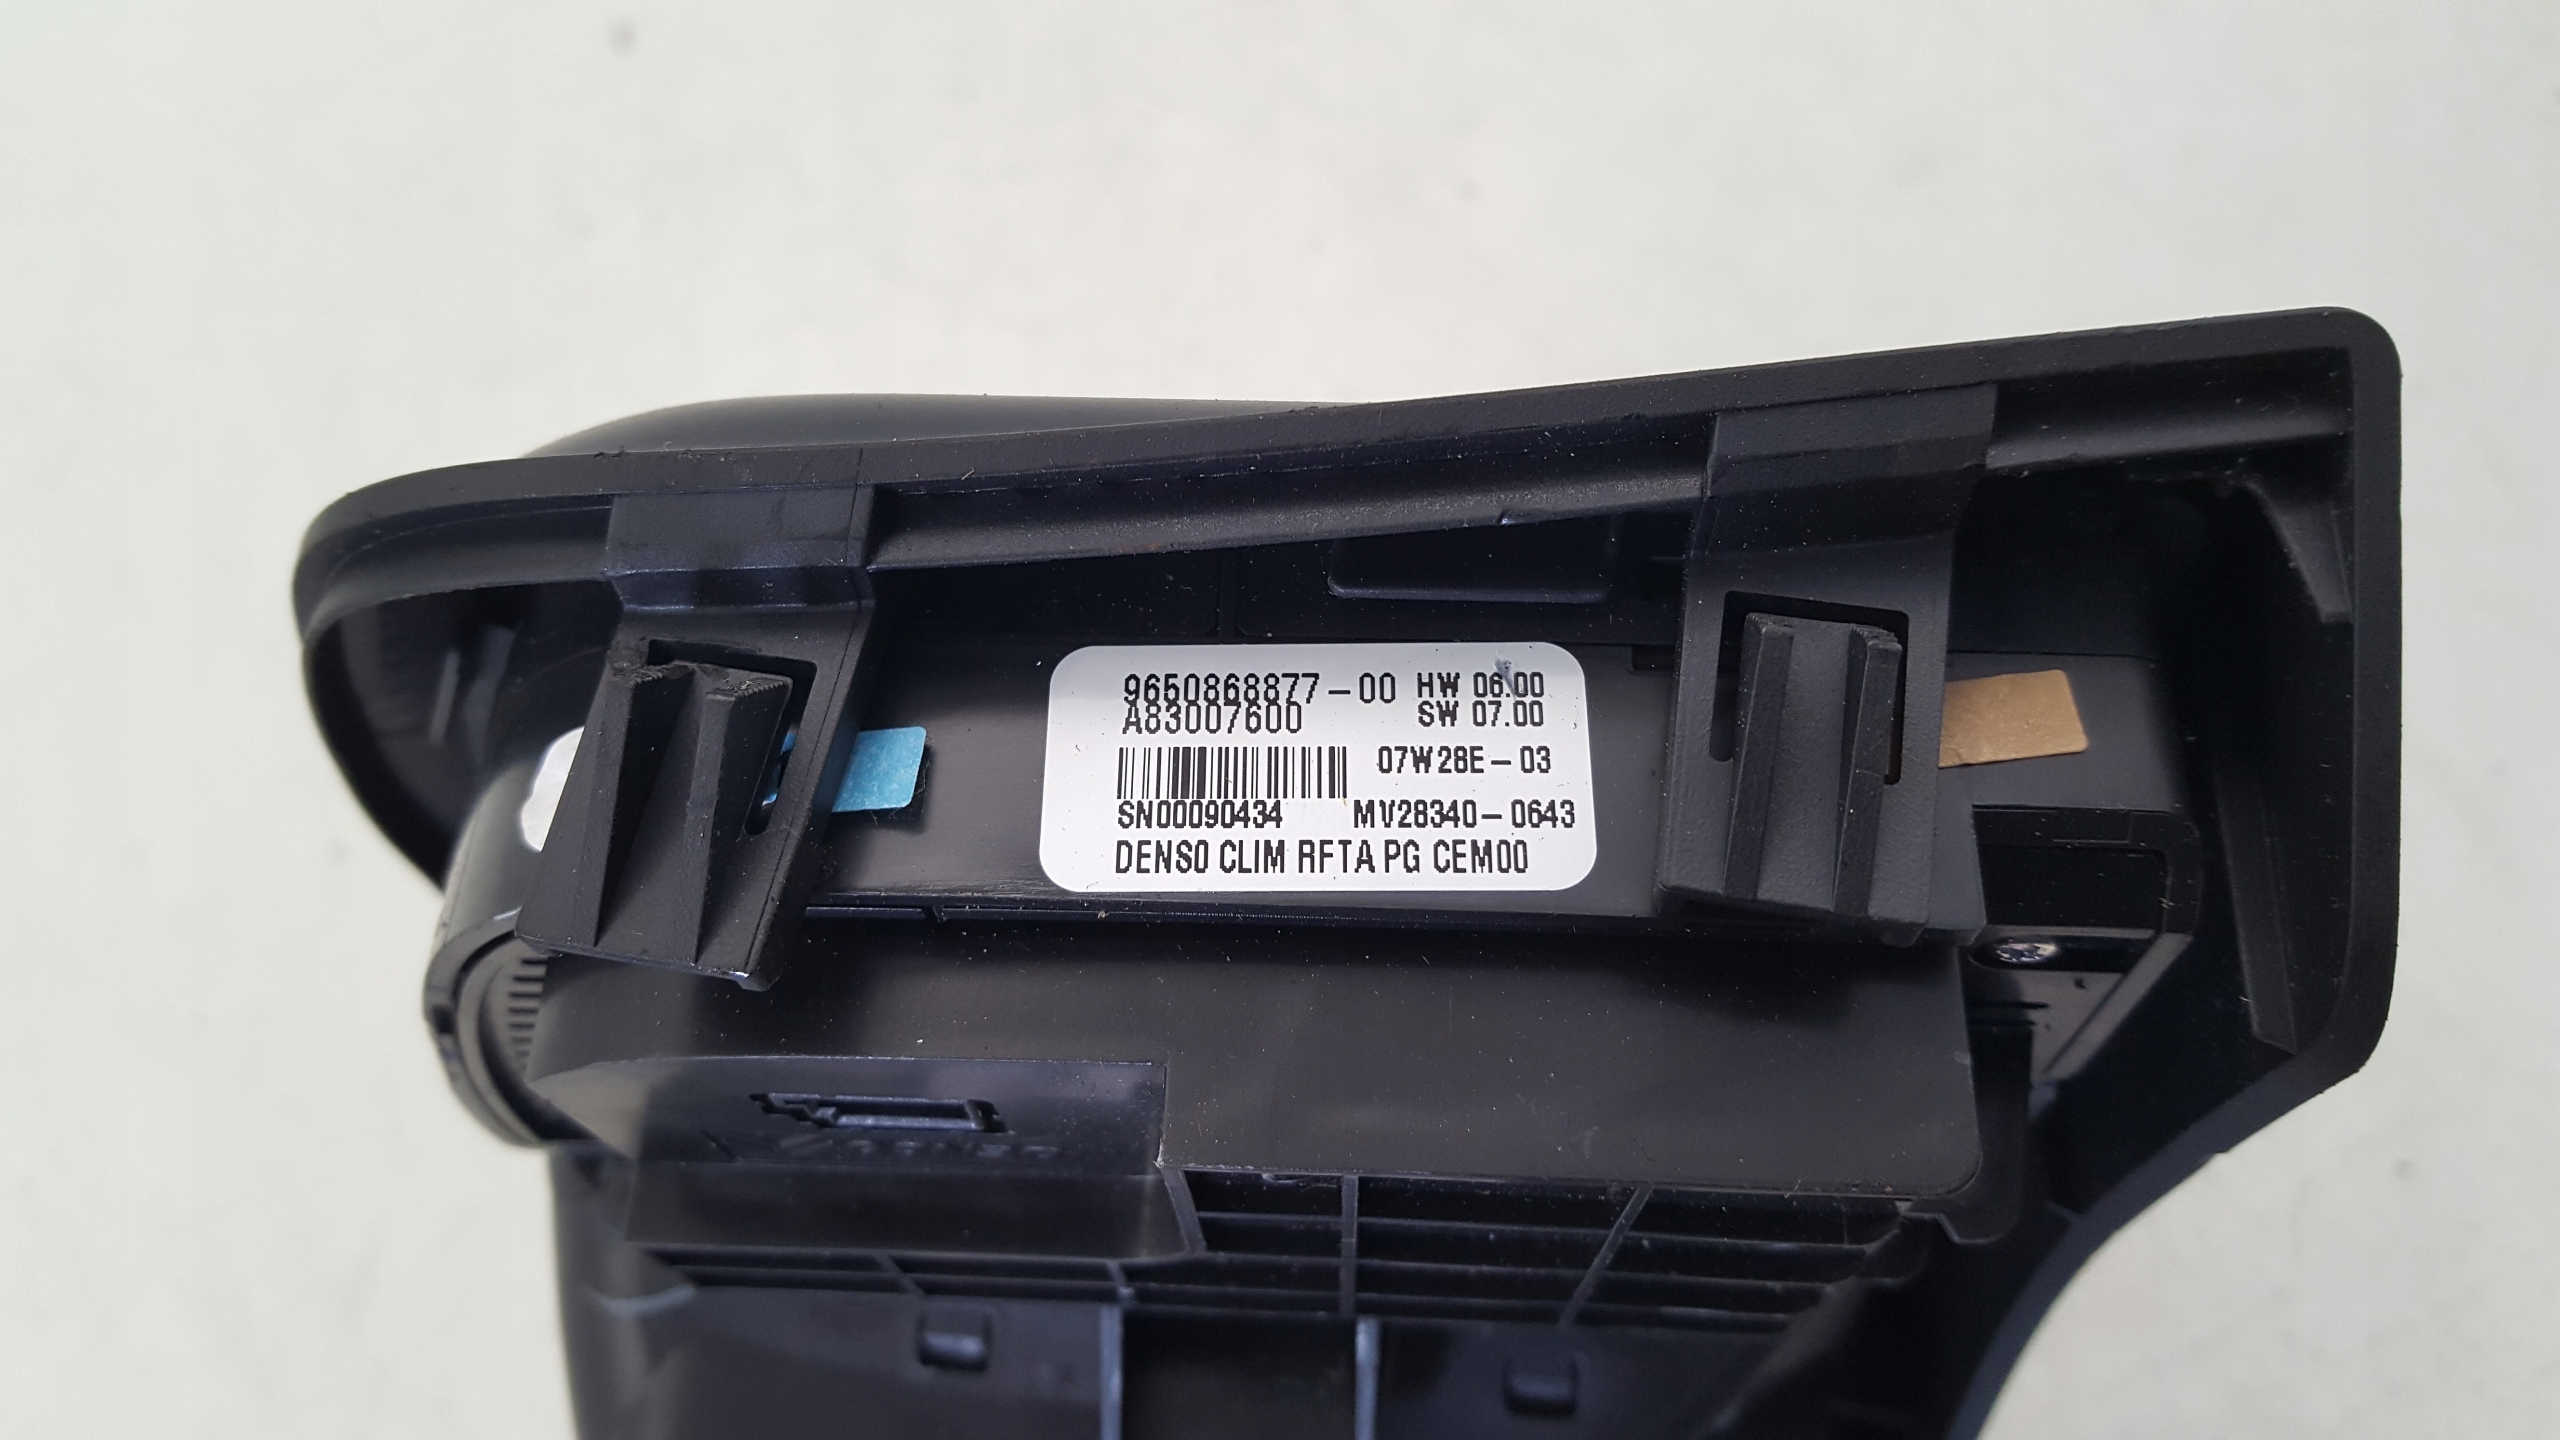 9650868877-00 HW 06.00
A83007600 SW 07.00
07W28E-03
SN00090434 MV28340-0643
DENSO CLIM RFTA PG CEM00